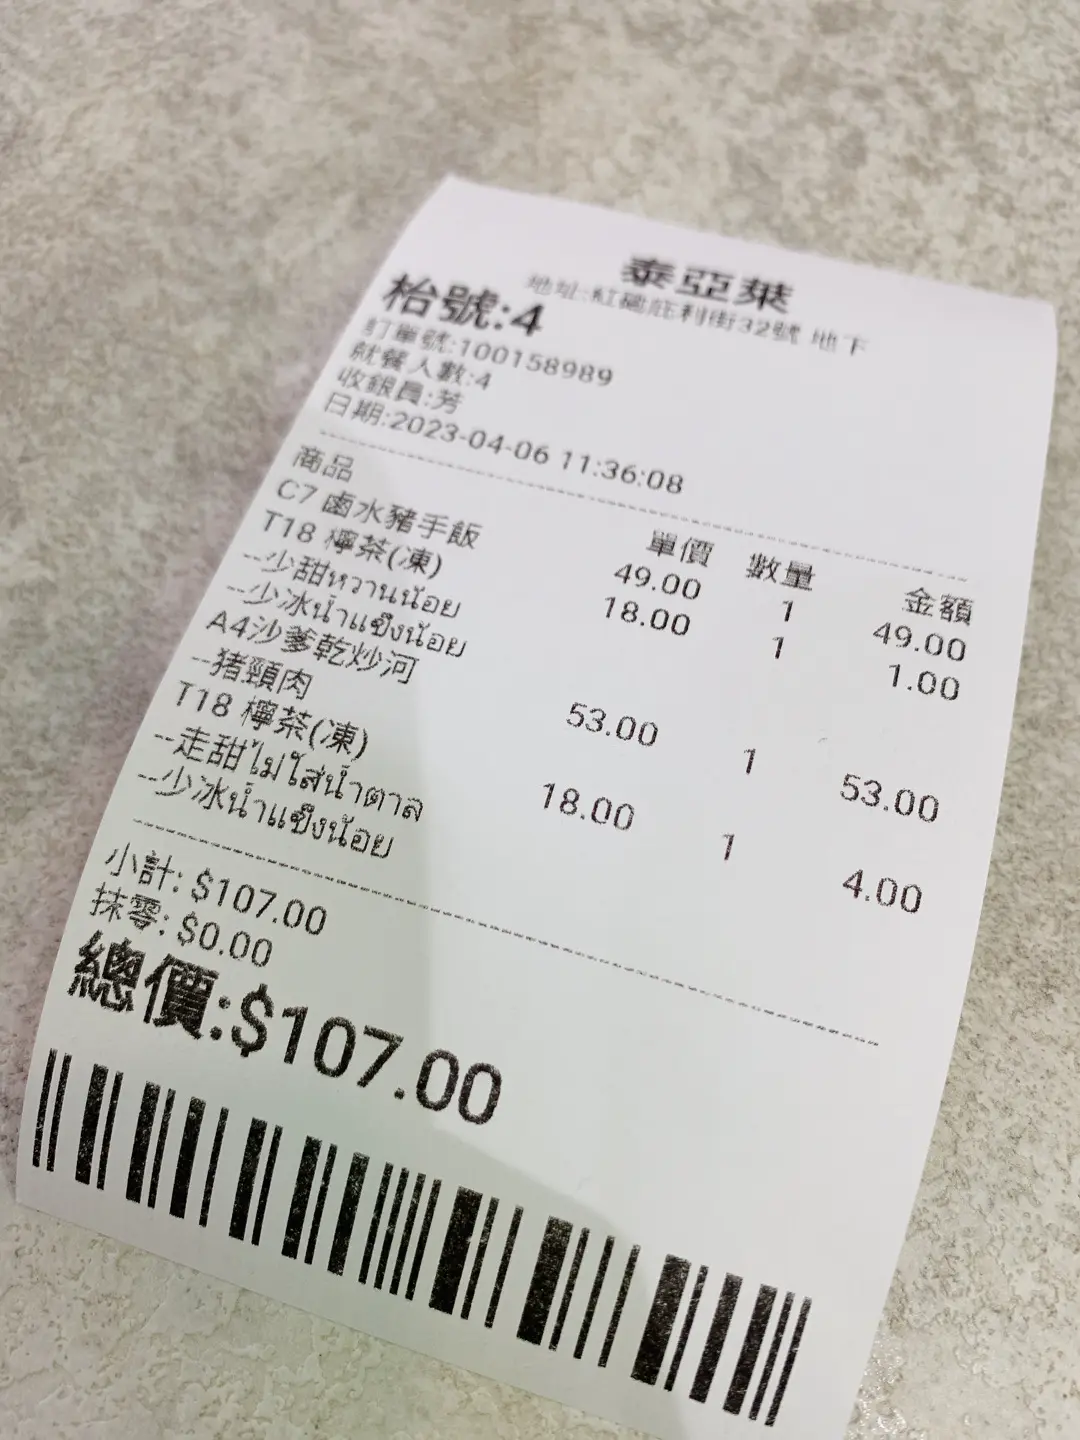 泰亞萊
地址:紅磡庇利街32號 地下
枱號:4
訂單號:100158989
就餐人數:4
收銀員:芳
日期:2023-04-06 11:36:08
商品 單價 數量 金額
C7 鹵水豬手飯 49.00 1 49.00
T18 檸茶(凍) 18.00 1 1.00
--少甜หวานน้อย
--少冰น้ำแข็งน้อย
A4沙爹乾炒河 53.00 1 53.00
--猪頸肉
T18 檸茶(凍) 18.00 1 4.00
--走甜ไม่ใส่น้ำตาล
--少冰น้ำแข็งน้อย
小計: $107.00
抹零: $0.00
總價:$107.00